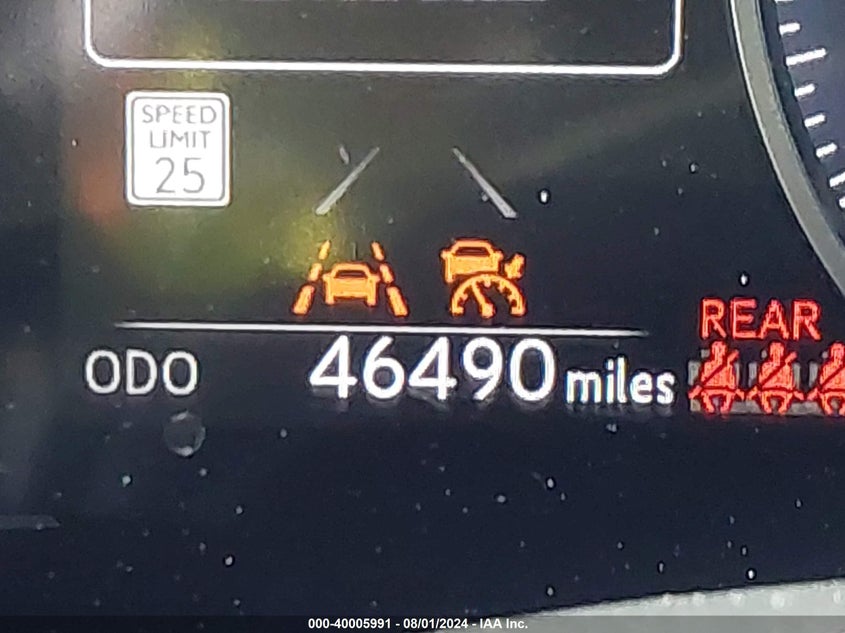 SPEED
LIMIT
25
REAR
ODO 46490 miles
000-40005991 - 08/01/2024 - IAA Inc.